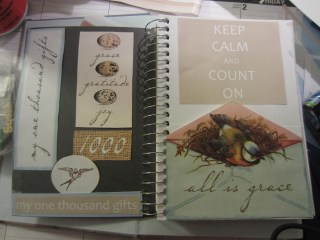 my one thousand gifts
grace
gratitude
joy
1000
my one thousand gifts
KEEP
CALM
AND
COUNT
ON
all is grace